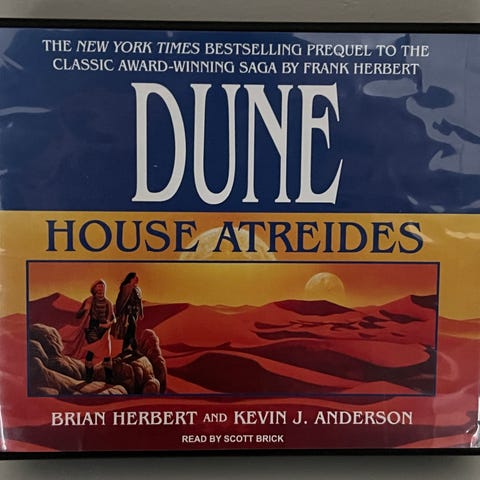 THE NEW YORK TIMES BESTSELLING PREQUEL TO THE
CLASSIC AWARD-WINNING SAGA BY FRANK HERBERT
DUNE
HOUSE ATREIDES
BRIAN HERBERT AND KEVIN J. ANDERSON
READ BY SCOTT BRICK